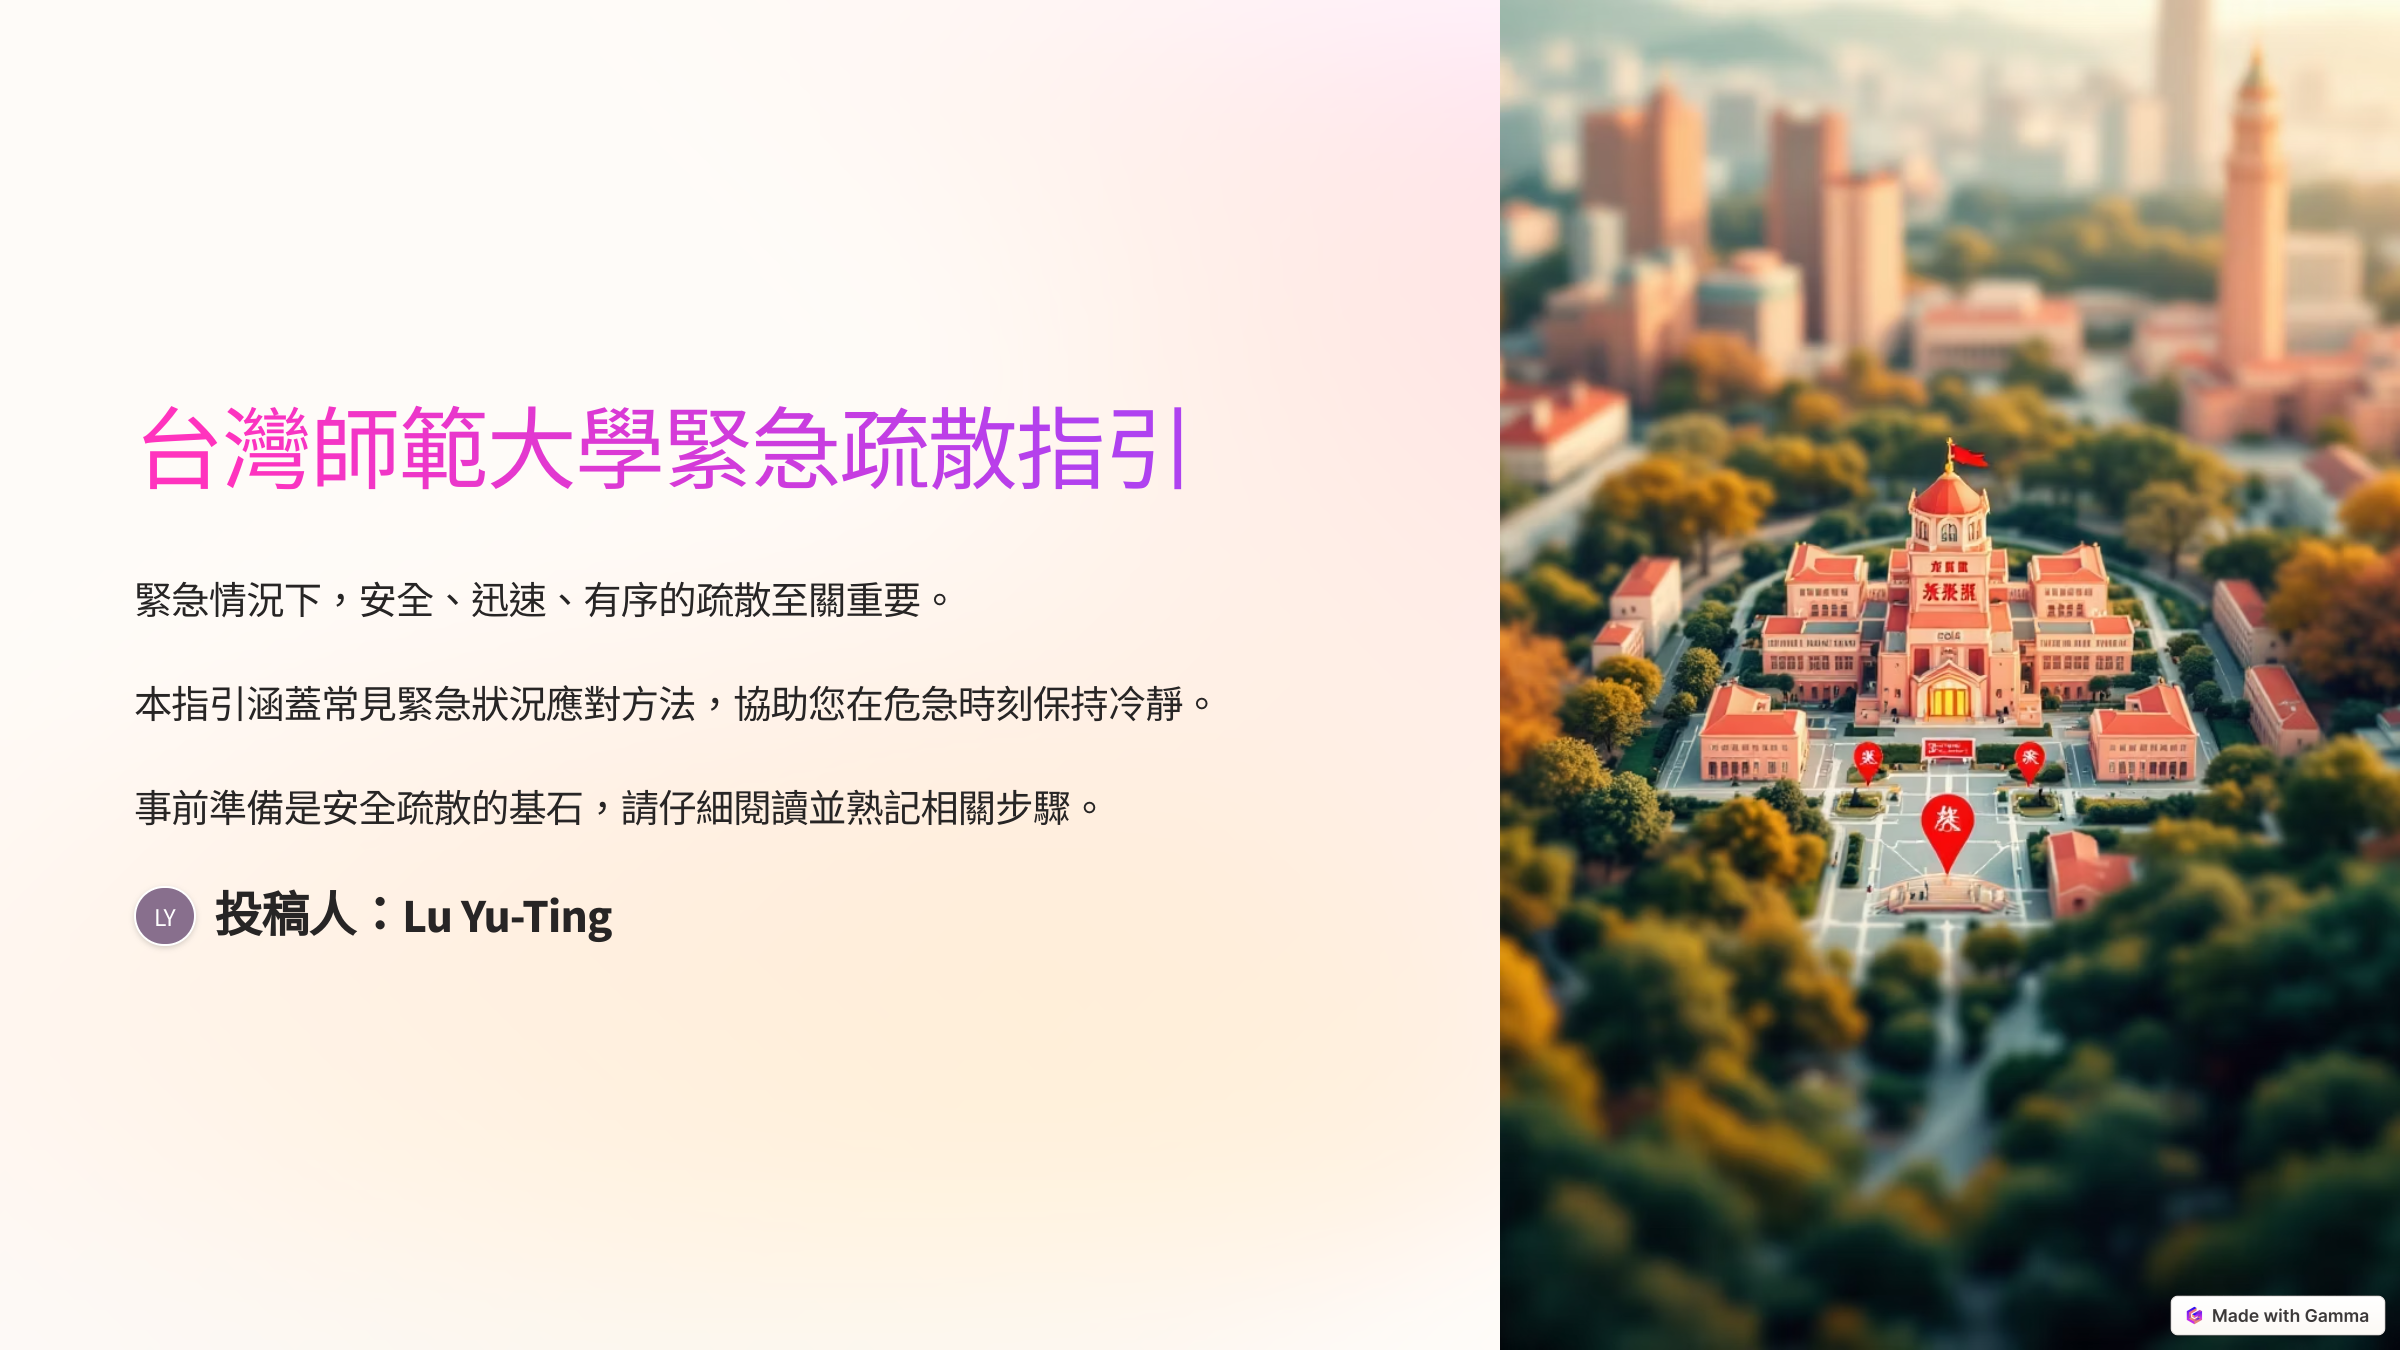 台灣師範大學緊急疏散指引
緊急情況下，安全、迅速、有序的疏散至關重要。
本指引涵蓋常見緊急狀況應對方法，協助您在危急時刻保持冷靜。
事前準備是安全疏散的基石，請仔細閱讀並熟記相關步驟。
LY 投稿人：Lu Yu-Ting
Made with Gamma